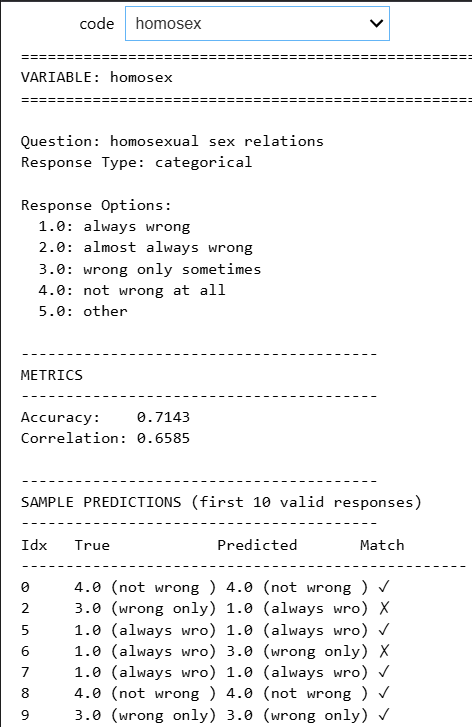 code homosex
==================================================
VARIABLE: homosex
==================================================
Question: homosexual sex relations
Response Type: categorical
Response Options:
1.0: always wrong
2.0: almost always wrong
3.0: wrong only sometimes
4.0: not wrong at all
5.0: other
----------------------------------------
METRICS
----------------------------------------
Accuracy: 0.7143
Correlation: 0.6585
----------------------------------------
SAMPLE PREDICTIONS (first 10 valid responses)
----------------------------------------
Idx True Predicted Match
--------------------------------------------------
0 4.0 (not wrong ) 4.0 (not wrong ) ✓
2 3.0 (wrong only) 1.0 (always wro) ✗
5 1.0 (always wro) 1.0 (always wro) ✓
6 1.0 (always wro) 3.0 (wrong only) ✗
7 1.0 (always wro) 1.0 (always wro) ✓
8 4.0 (not wrong ) 4.0 (not wrong ) ✓
9 3.0 (wrong only) 3.0 (wrong only) ✓